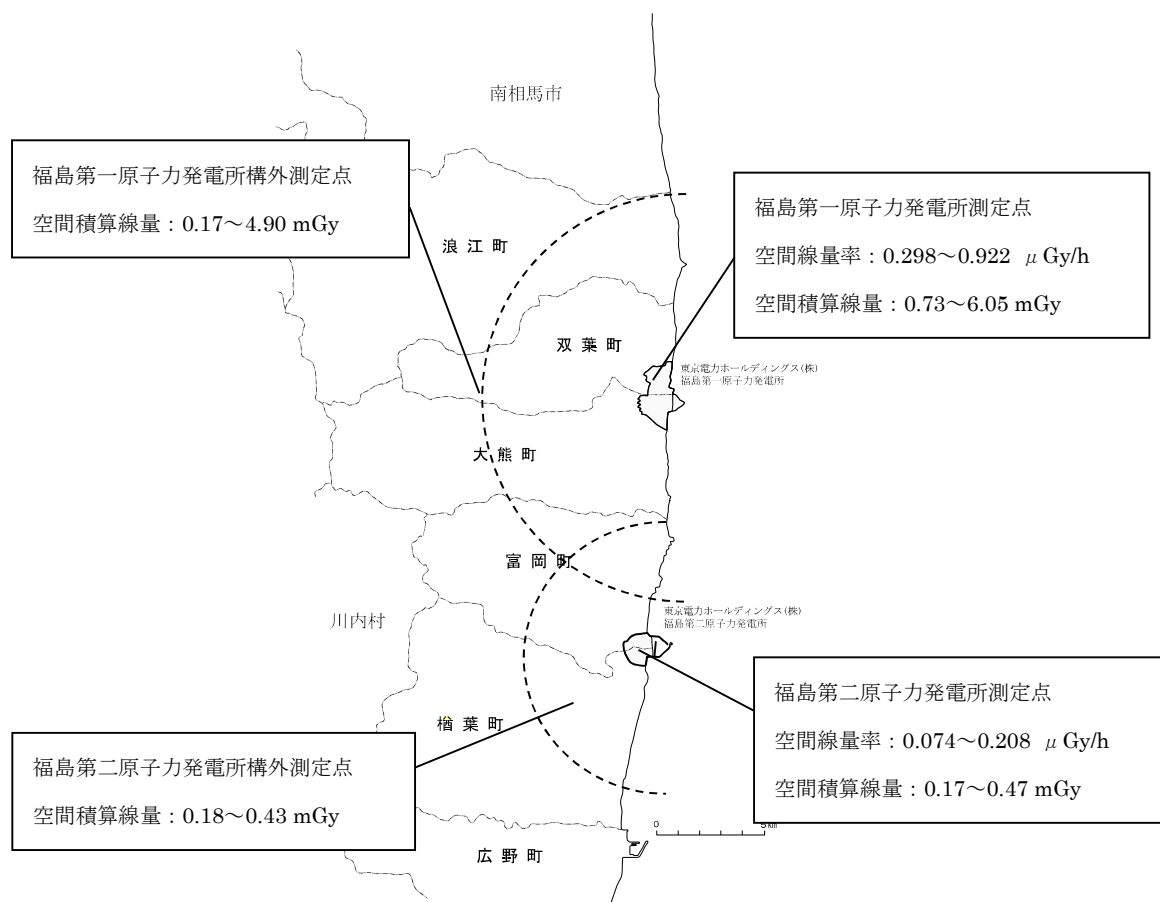 南相馬市
福島第一原子力発電所構外測定点
空間積算線量：0.17～4.90 mGy
福島第一原子力発電所測定点
空間線量率：0.298～0.922 μGy/h
空間積算線量：0.73～6.05 mGy
浪江町
双葉町
東京電力ホールディングス(株)
福島第一原子力発電所
大熊町
富岡町
東京電力ホールディングス(株)
福島第二原子力発電所
川内村
福島第二原子力発電所測定点
空間線量率：0.074～0.208 μGy/h
空間積算線量：0.17～0.47 mGy
楢葉町
福島第二原子力発電所構外測定点
空間積算線量：0.18～0.43 mGy
0
5km
広野町